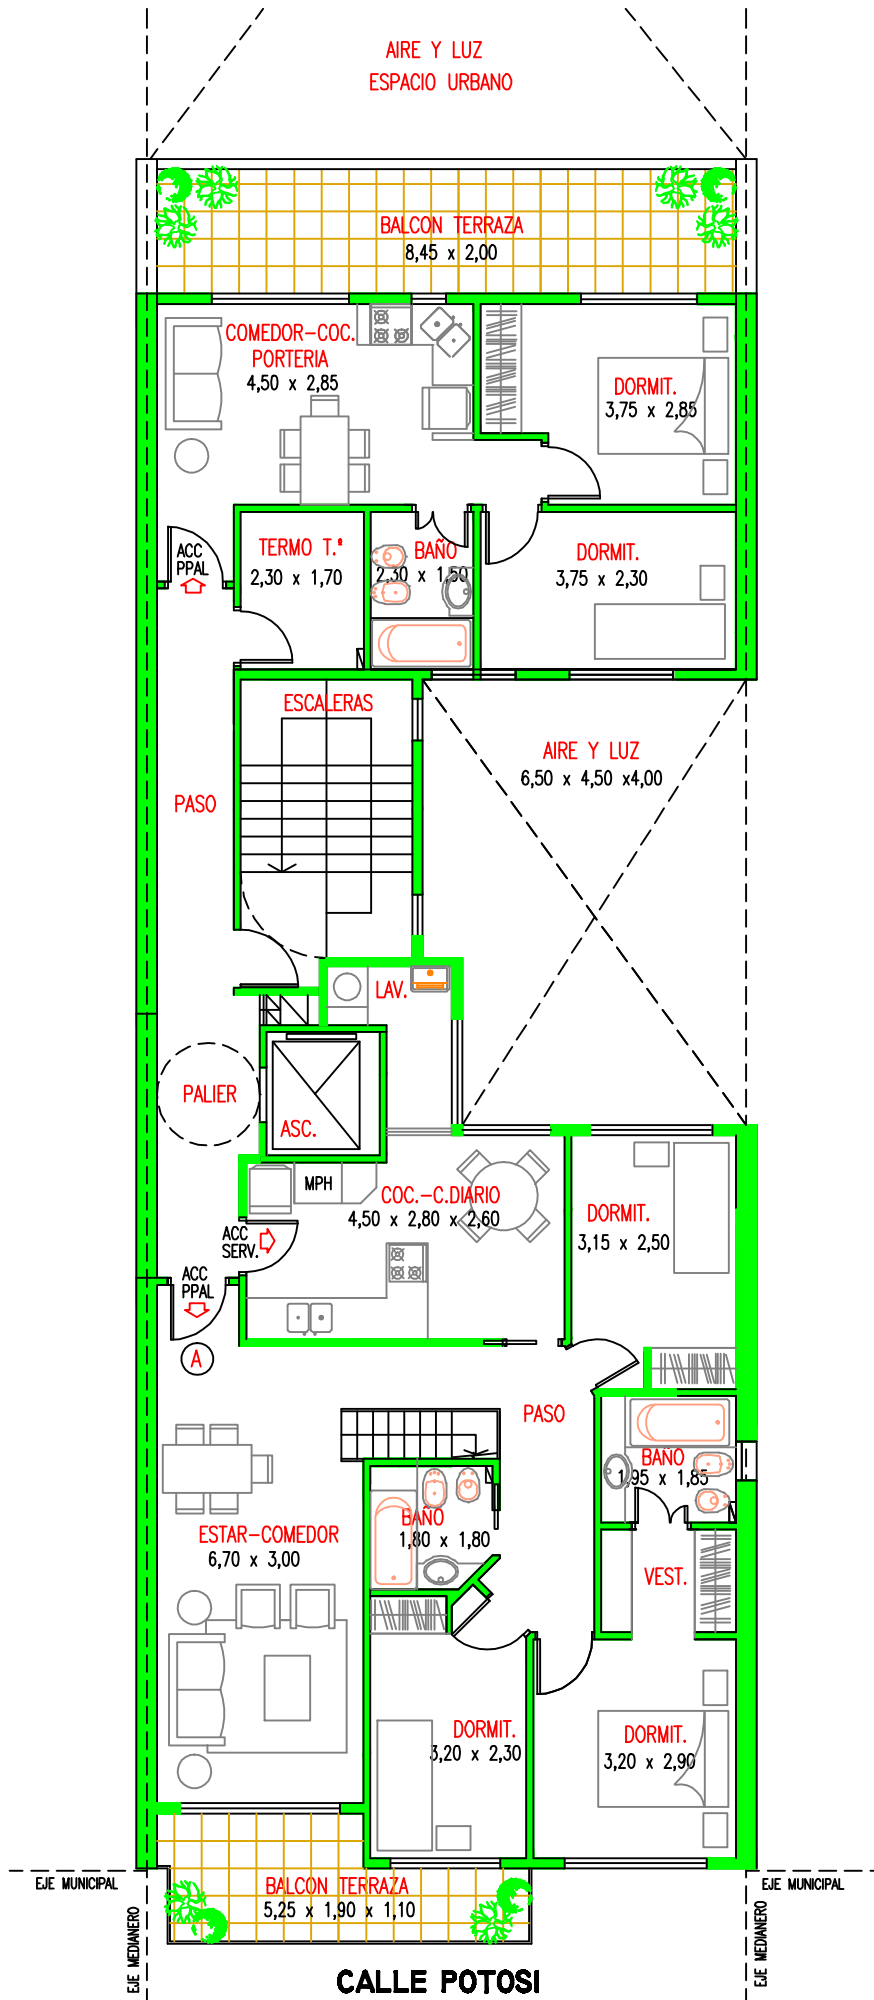 AIRE Y LUZ
ESPACIO URBANO
BALCON TERRAZA
8,45 x 2,00
COMEDOR-COC.
PORTERIA
4,50 x 2,85
DORMIT.
3,75 x 2,85
ACC
PPAL
TERMO T.ª
2,30 x 1,70
BAÑO
2,30 x 1,50
DORMIT.
3,75 x 2,30
ESCALERAS
AIRE Y LUZ
6,50 x 4,50 x4,00
PASO
LAV.
PALIER
ASC.
MPH
COC.-C.DIARIO
4,50 x 2,80 x 2,60
DORMIT.
3,15 x 2,50
ACC
SERV.
ACC
PPAL
A
PASO
BAÑO
1,95 x 1,85
BAÑO
1,80 x 1,80
ESTAR-COMEDOR
6,70 x 3,00
VEST.
DORMIT.
3,20 x 2,30
DORMIT.
3,20 x 2,90
EJE MUNICIPAL
EJE MUNICIPAL
BALCON TERRAZA
5,25 x 1,90 x 1,10
EJE MEDIANERO
EJE MEDIANERO
CALLE POTOSI